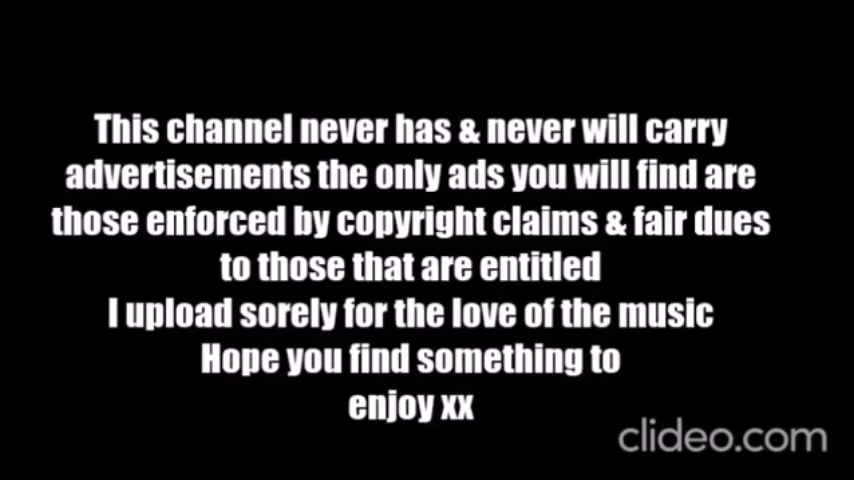 This channel never has & never will carry
advertisements the only ads you will find are
those enforced by copyright claims & fair dues
to those that are entitled
I upload sorely for the love of the music
Hope you find something to
enjoy xx
clideo.com